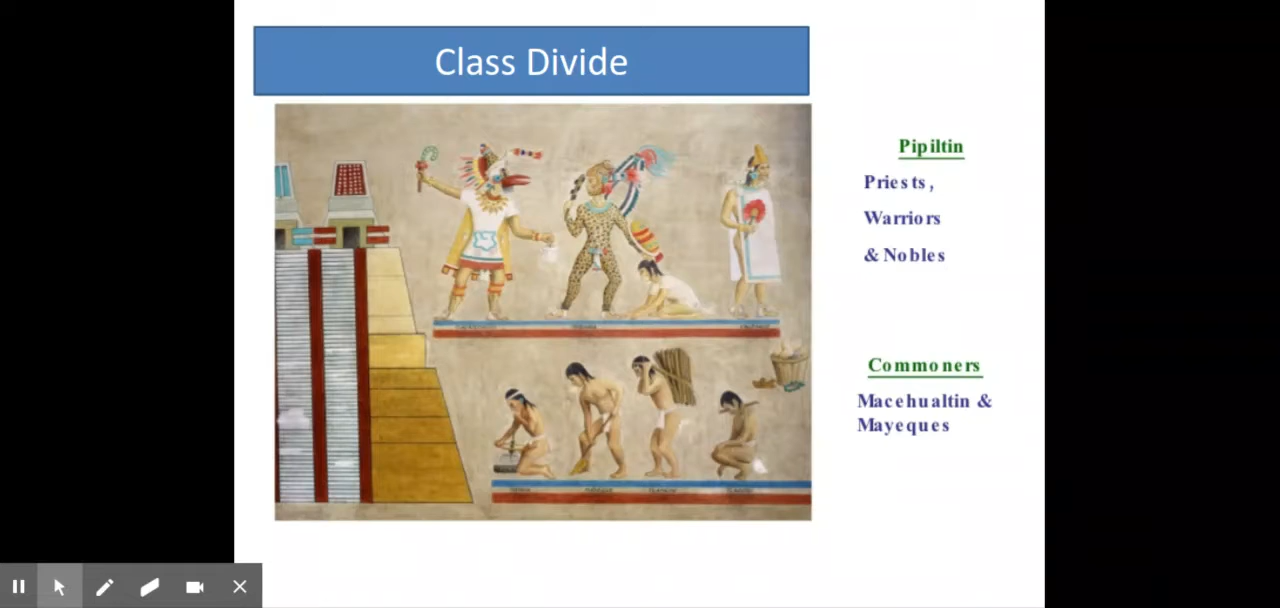 Class Divide
Pipiltin
Priests,
Warriors
& Nobles
Commoners
Macehualtin &
Mayeques